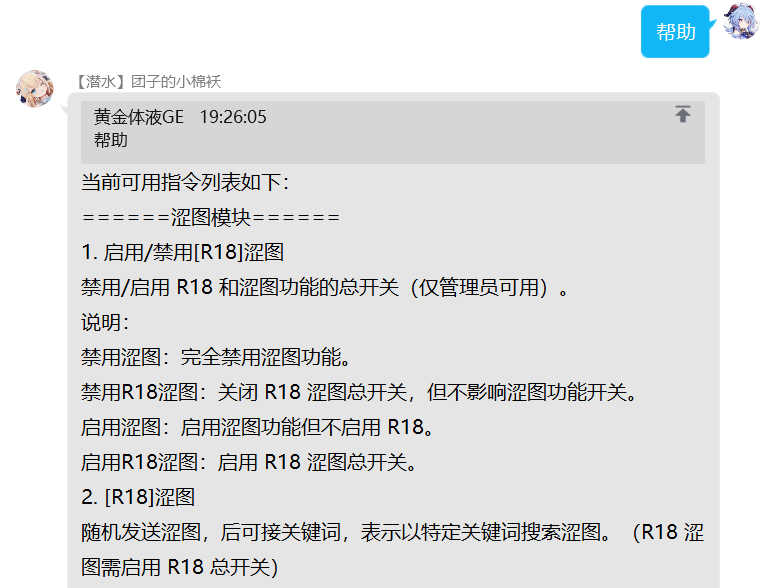 帮助
【潜水】团子的小棉袄
黄金体液GE 19:26:05
帮助
当前可用指令列表如下：
======涩图模块======
1. 启用/禁用[R18]涩图
禁用/启用 R18 和涩图功能的总开关（仅管理员可用）。
说明：
禁用涩图：完全禁用涩图功能。
禁用R18涩图：关闭 R18 涩图总开关，但不影响涩图功能开关。
启用涩图：启用涩图功能但不启用 R18。
启用R18涩图：启用 R18 涩图总开关。
2. [R18]涩图
随机发送涩图，后可接关键词，表示以特定关键词搜索涩图。（R18 涩
图需启用 R18 总开关）